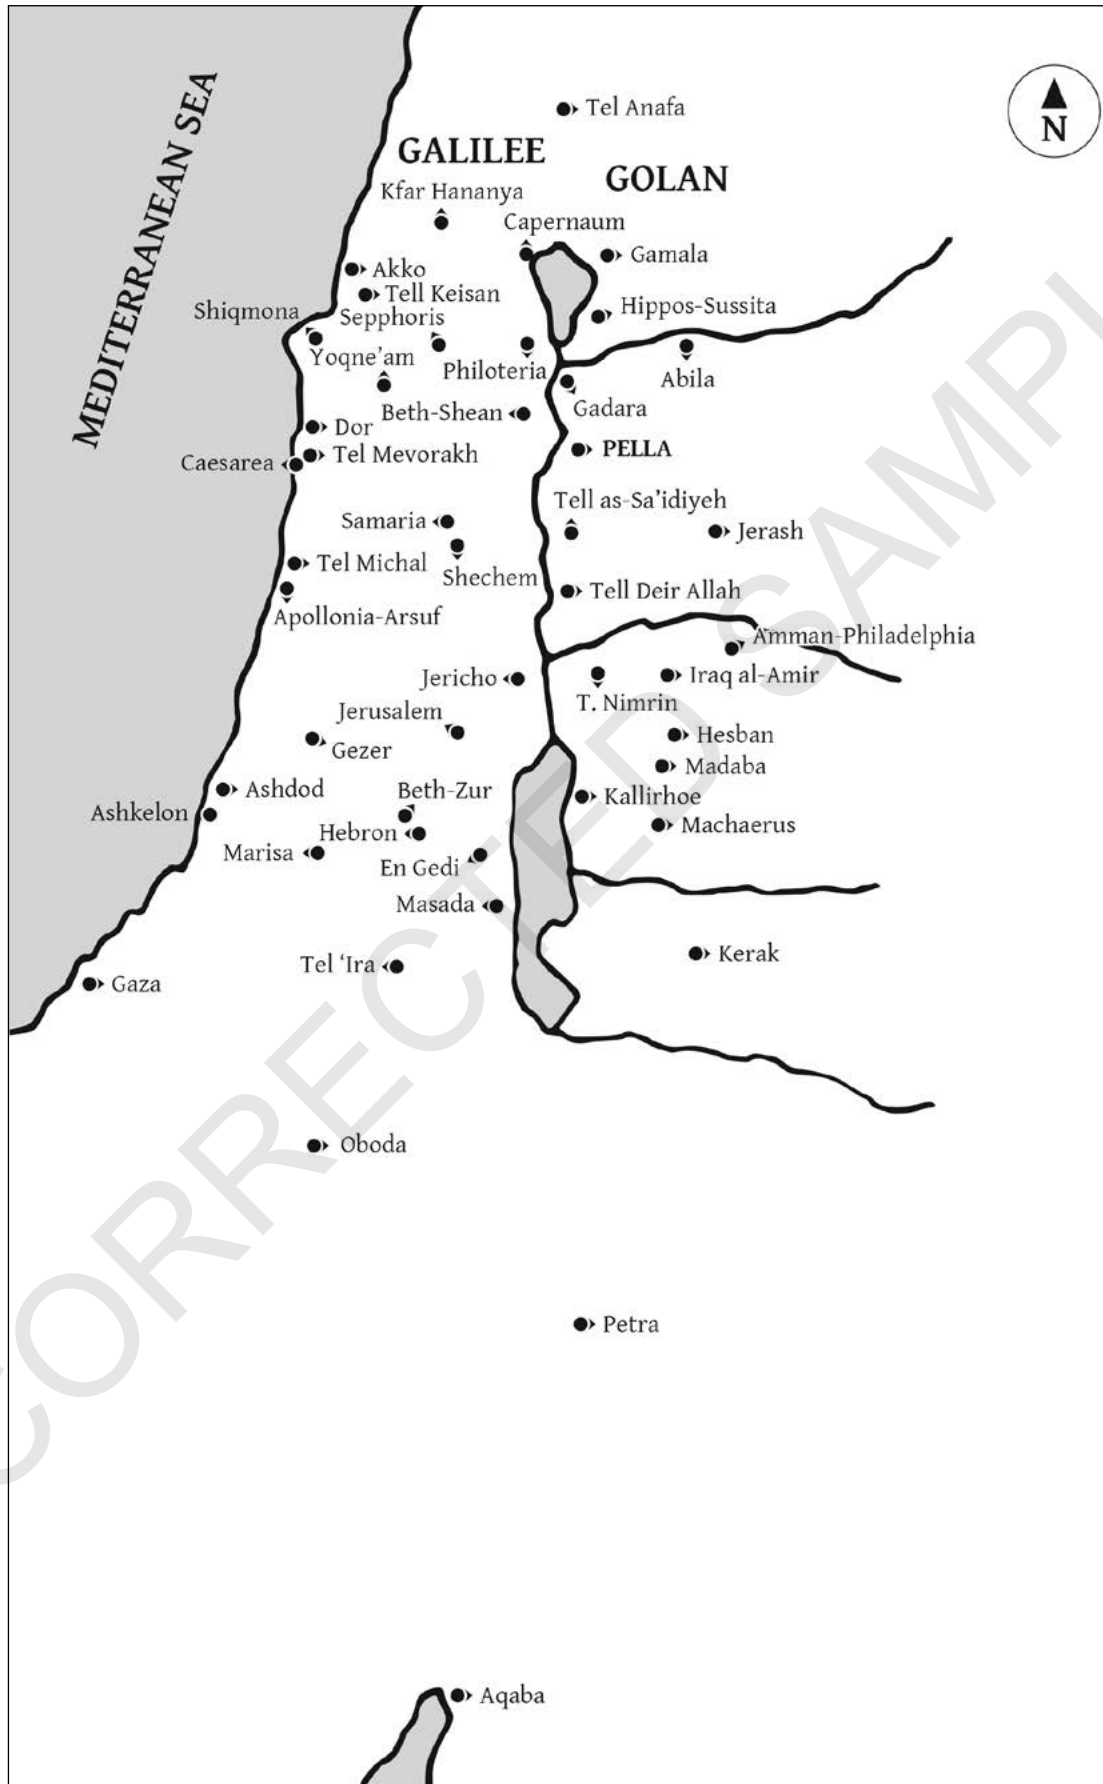 MEDITERRANEAN SEA
Tel Anafa
N
GALILEE
GOLAN
Kfar Hananya
Capernaum
Gamala
Akko
Tell Keisan
Shiqmona
Sepphoris
Hippos-Sussita
Yoqne’am
Philoteria
Abila
Beth-Shean
Gadara
Dor
PELLA
Tel Mevorakh
Caesarea
Tell as-Sa’idiyeh
Samaria
Jerash
Tel Michal
Shechem
Tell Deir Allah
Apollonia-Arsuf
Amman-Philadelphia
Jericho
Iraq al-Amir
T. Nimrin
Jerusalem
Hesban
Gezer
Madaba
Ashdod
Beth-Zur
Kallirhoe
Ashkelon
Machaerus
Hebron
Marisa
En Gedi
Masada
Kerak
Tel ‘Ira
Gaza
Oboda
Petra
Aqaba
CORRECTED SAMPL